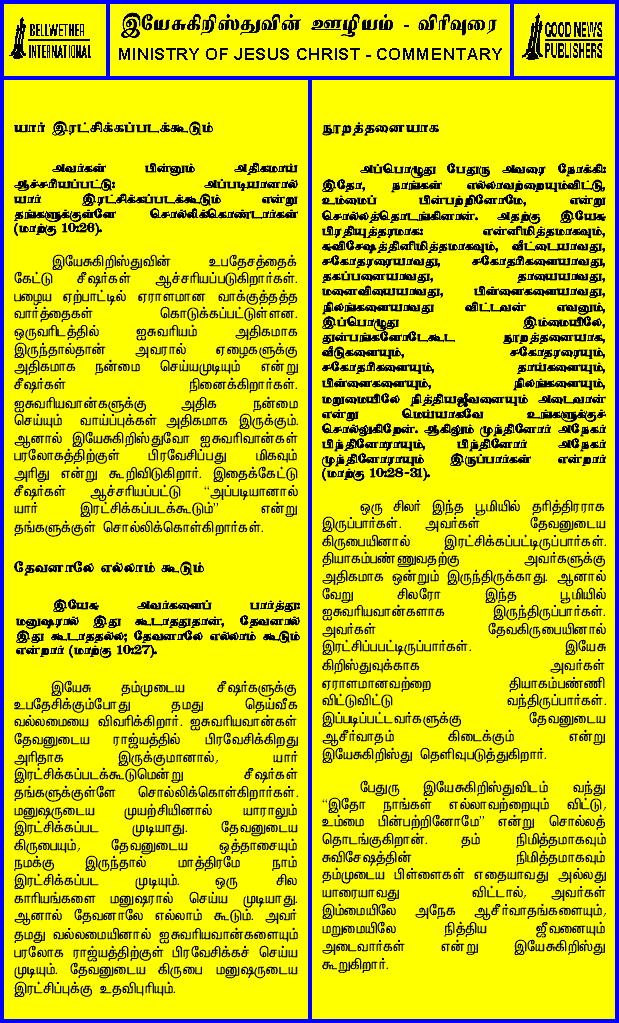 BELLWETHER
INTERNATIONAL
இயேசுகிறிஸ்துவின் ஊழியம் - விரிவுரை
MINISTRY OF JESUS CHRIST - COMMENTARY
GOOD NEWS
PUBLISHERS
யார் இரட்சிக்கப்படக்கூடும்
அவர்கள் பின்னும் அதிகமாய்
ஆச்சரியப்பட்டு: அப்படியானால்
யார் இரட்சிக்கப்படக்கூடும் என்று
தங்களுக்குள்ளே சொல்லிக்கொண்டார்கள்
(மாற்கு 10:26).
இயேசுகிறிஸ்துவின் உபதேசத்தைக்
கேட்டு சீஷர்கள் ஆச்சரியப்படுகிறார்கள்.
பழைய ஏற்பாட்டில் ஏராளமான வாக்குத்தத்த
வார்த்தைகள் கொடுக்கப்பட்டுள்ளன.
ஒருவரிடத்தில் ஐசுவரியம் அதிகமாக
இருந்தால்தான் அவரால் ஏழைகளுக்கு
அதிகமாக நன்மை செய்யமுடியும் என்று
சீஷர்கள் நினைக்கிறார்கள்.
ஐசுவரியவான்களுக்கு அதிக நன்மை
செய்யும் வாய்ப்புக்கள் அதிகமாக இருக்கும்.
ஆனால் இயேசுகிறிஸ்துவோ ஐசுவரிவான்கள்
பரலோகத்திற்குள் பிரவேசிப்பது மிகவும்
அரிது என்று கூறிவிடுகிறார். இதைக்கேட்டு
சீஷர்கள் ஆச்சரியப்பட்டு “அப்படியானால்
யார் இரட்சிக்கப்படக்கூடும்” என்று
தங்களுக்குள் சொல்லிக்கொள்கிறார்கள்.
தேவனாலே எல்லாம் கூடும்
இயேசு அவர்களைப் பார்த்து:
மனுஷரால் இது கூடாததுதான், தேவனால்
இது கூடாததல்ல; தேவனாலே எல்லாம் கூடும்
என்றார் (மாற்கு 10:27).
இயேசு தம்முடைய சீஷர்களுக்கு
உபதேசிக்கும்போது தமது தெய்வீக
வல்லமையை விவரிக்கிறார். ஐசுவரியவான்கள்
தேவனுடைய ராஜ்யத்தில் பிரவேசிக்கிறது
அரிதாக இருக்குமானால், யார்
இரட்சிக்கப்படக்கூடுமென்று சீஷர்கள்
தங்களுக்குள்ளே சொல்லிக்கொள்கிறார்கள்.
மனுஷருடைய முயற்சியினால் யாராலும்
இரட்சிக்கப்பட முடியாது. தேவனுடைய
கிருபையும், தேவனுடைய ஒத்தாசையும்
நமக்கு இருந்தால் மாத்திரமே நாம்
இரட்சிக்கப்பட முடியும். ஒரு சில
காரியங்களை மனுஷரால் செய்ய முடியாது.
ஆனால் தேவனாலே எல்லாம் கூடும். அவர்
தமது வல்லமையினால் ஐசுவரியவான்களையும்
பரலோக ராஜ்யத்திற்குள் பிரவேசிக்கச் செய்ய
முடியும். தேவனுடைய கிருபை மனுஷருடைய
இரட்சிப்புக்கு உதவிபுரியும்.
நூறத்தனையாக
அப்பொழுது பேதுரு அவரை நோக்கி:
இதோ, நாங்கள் எல்லாவற்றையும்விட்டு,
உம்மைப் பின்பற்றினோமே, என்று
சொல்லத்தொடங்கினான். அதற்கு இயேசு
பிரதியுத்தரமாக: என்னிமித்தமாகவும்,
சுவிசேஷத்தினிமித்தமாகவும், வீட்டையாவது,
சகோதரரையாவது, சகோதரிகளையாவது,
தகப்பனையாவது, தாயையாவது,
மனைவியையாவது, பிள்ளைகளையாவது,
நிலங்களையாவது விட்டவன் எவனும்,
இப்பொழுது இம்மையிலே,
துன்பங்களோடேகூட நூறத்தனையாக,
வீடுகளையும், சகோதரரையும்,
சகோதரிகளையும், தாய்களையும்,
பிள்ளைகளையும், நிலங்களையும்,
மறுமையிலே நித்தியஜீவனையும் அடைவான்
என்று மெய்யாகவே உங்களுக்குச்
சொல்லுகிறேன். ஆகிலும் முந்தினோர் அநேகர்
பிந்தினோராயும், பிந்தினோர் அநேகர்
முந்தினோராயும் இருப்பார்கள் என்றார்
(மாற்கு 10:28-31).
ஒரு சிலர் இந்த பூமியில் தரித்திரராக
இருப்பார்கள். அவர்கள் தேவனுடைய
கிருபையினால் இரட்சிக்கப்பட்டிருப்பார்கள்.
தியாகம்பண்ணுவதற்கு அவர்களுக்கு
அதிகமாக ஒன்றும் இருந்திருக்காது. ஆனால்
வேறு சிலரோ இந்த பூமியில்
ஐசுவரியவான்களாக இருந்திருப்பார்கள்.
அவர்கள் தேவகிருபையினால்
இரட்சிப்பபட்டிருப்பார்கள். இயேசு
கிறிஸ்துவுக்காக அவர்கள்
ஏராளமானவற்றை தியாகம்பண்ணி
விட்டுவிட்டு வந்திருப்பார்கள்.
இப்படிப்பட்டவர்களுக்கு தேவனுடைய
ஆசீர்வாதம் கிடைக்கும் என்று
இயேசுகிறிஸ்து தெளிவுபடுத்துகிறார்.
பேதுரு இயேசுகிறிஸ்துவிடம் வந்து
“இதோ நாங்கள் எல்லாவற்றையும் விட்டு,
உம்மை பின்பற்றினோமே” என்று சொல்லத்
தொடங்குகிறான். தம் நிமித்தமாகவும்
சுவிசேஷத்தின் நிமித்தமாகவும்
தம்முடைய பிள்ளைகள் எதையாவது அல்லது
யாரையாவது விட்டால், அவர்கள்
இம்மையிலே அநேக ஆசீர்வாதங்களையும்,
மறுமையிலே நித்திய ஜீவனையும்
அடைவார்கள் என்று இயேசுகிறிஸ்து
கூறுகிறார்.